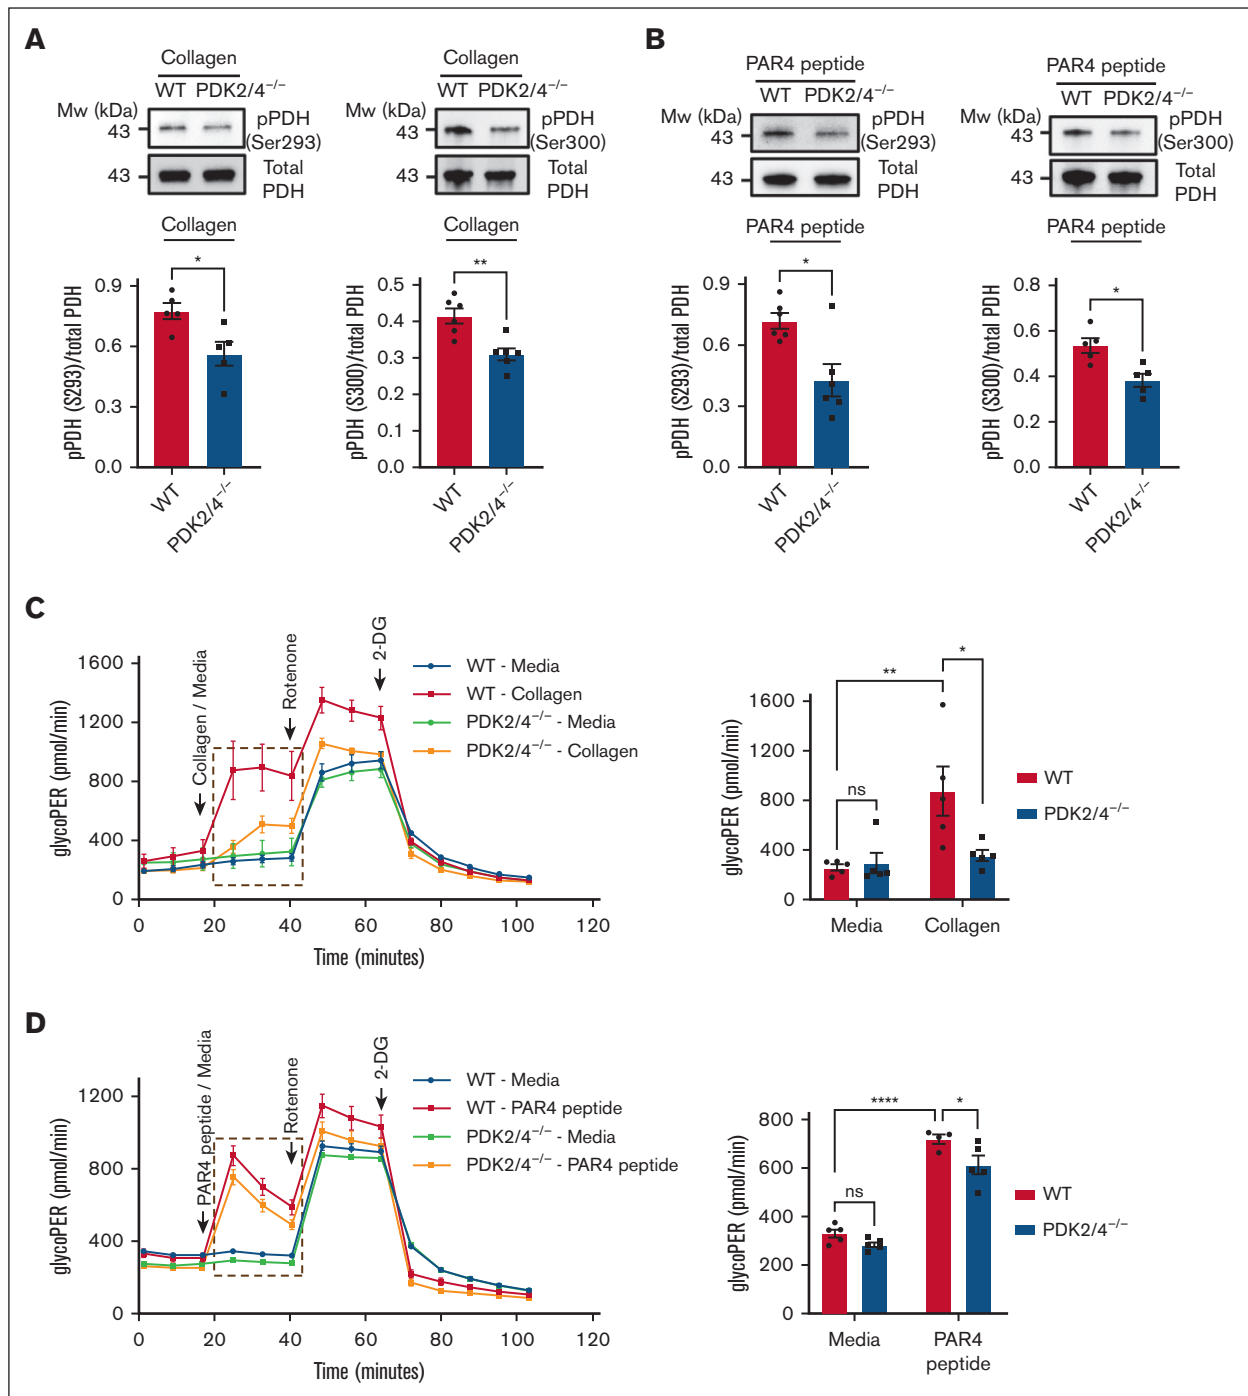 A
Collagen
WT PDK2/4⁻/⁻
Mw (kDa)
43
pPDH
(Ser293)
43
Total
PDH
Collagen
WT PDK2/4⁻/⁻
Mw (kDa)
43
pPDH
(Ser300)
43
Total
PDH
Collagen
*
pPDH (S293)/total PDH
0.9
0.6
0.3
0.0
WT
PDK2/4⁻/⁻
Collagen
**
pPDH (S300)/total PDH
0.5
0.4
0.3
0.2
0.1
0.0
WT
PDK2/4⁻/⁻
B
PAR4 peptide
WT PDK2/4⁻/⁻
Mw (kDa)
43
pPDH
(Ser293)
43
Total
PDH
PAR4 peptide
WT PDK2/4⁻/⁻
Mw (kDa)
43
pPDH
(Ser300)
43
Total
PDH
PAR4 peptide
*
pPDH (S293)/total PDH
0.9
0.6
0.3
0.0
WT
PDK2/4⁻/⁻
PAR4 peptide
*
pPDH (S300)/total PDH
0.8
0.6
0.4
0.2
0.0
WT
PDK2/4⁻/⁻
C
glycoPER (pmol/min)
1600
1200
800
400
0
0 20 40 60 80 100 120
Time (minutes)
Collagen / Media
Rotenone
2-DG
WT - Media
WT - Collagen
PDK2/4⁻/⁻ - Media
PDK2/4⁻/⁻ - Collagen
glycoPER (pmol/min)
1600
1200
800
400
0
ns
**
*
Media Collagen
WT
PDK2/4⁻/⁻
D
glycoPER (pmol/min)
1200
800
400
0
0 20 40 60 80 100 120
Time (minutes)
PAR4 peptide / Media
Rotenone
2-DG
WT - Media
WT - PAR4 peptide
PDK2/4⁻/⁻ - Media
PDK2/4⁻/⁻ - PAR4 peptide
glycoPER (pmol/min)
800
600
400
200
0
ns
****
*
Media PAR4
peptide
WT
PDK2/4⁻/⁻